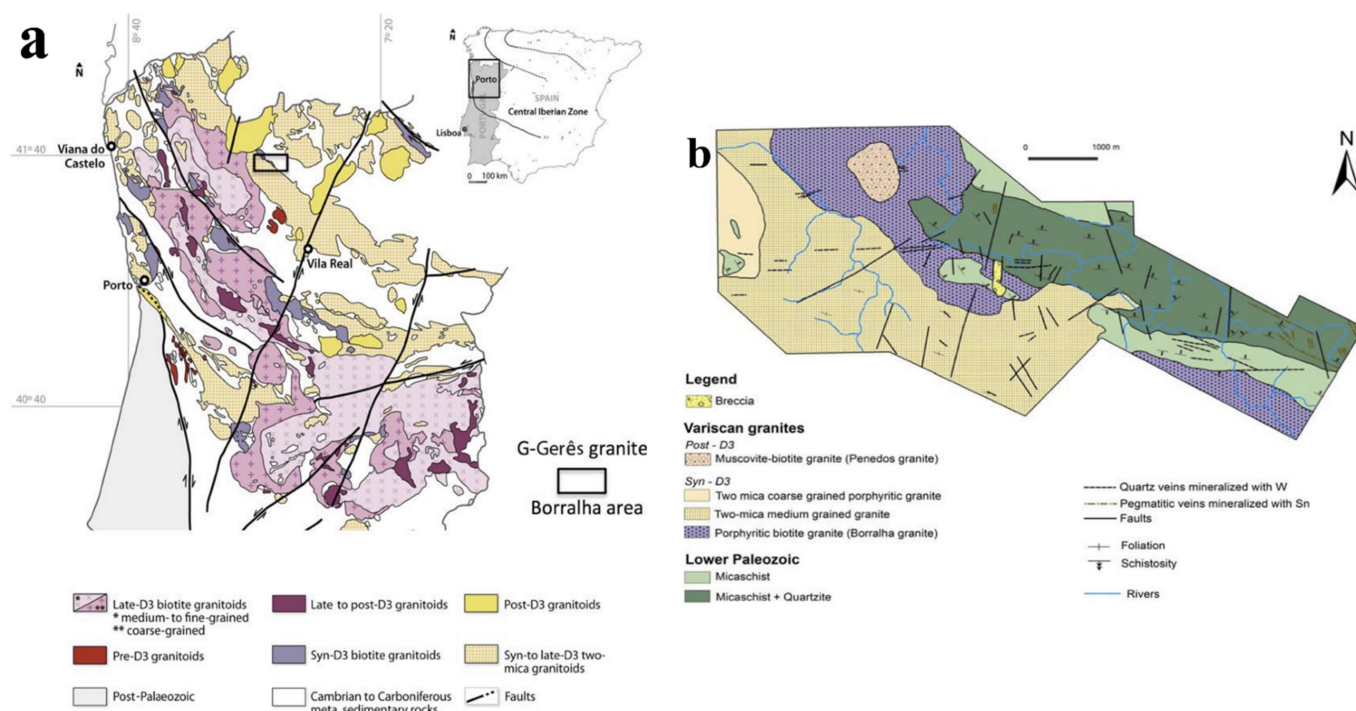 a
8º 40
7º 20
N
Viana do
Castelo
41º 40
Vila Real
Porto
40º 40
G-Gerês granite
Borralha area
N
Porto
SPAIN
PORTUGAL
Central Iberian Zone
Lisboa
0 100 km
Late-D3 biotite granitoids
* medium- to fine-grained
** coarse-grained
Late to post-D3 granitoids
Post-D3 granitoids
Pre-D3 granitoids
Syn-D3 biotite granitoids
Syn-to late-D3 two-
mica granitoids
Post-Palaeozoic
Cambrian to Carboniferous
meta sedimentary rocks
Faults
b
0 1000 m
N
Legend
Breccia
Variscan granites
Post - D3
Muscovite-biotite granite (Penedos granite)
Syn - D3
Two mica coarse grained porphyritic granite
Two-mica medium grained granite
Porphyritic biotite granite (Borralha granite)
Lower Paleozoic
Micaschist
Micaschist + Quartzite
Quartz veins mineralized with W
Pegmatitic veins mineralized with Sn
Faults
Foliation
Schistosity
Rivers